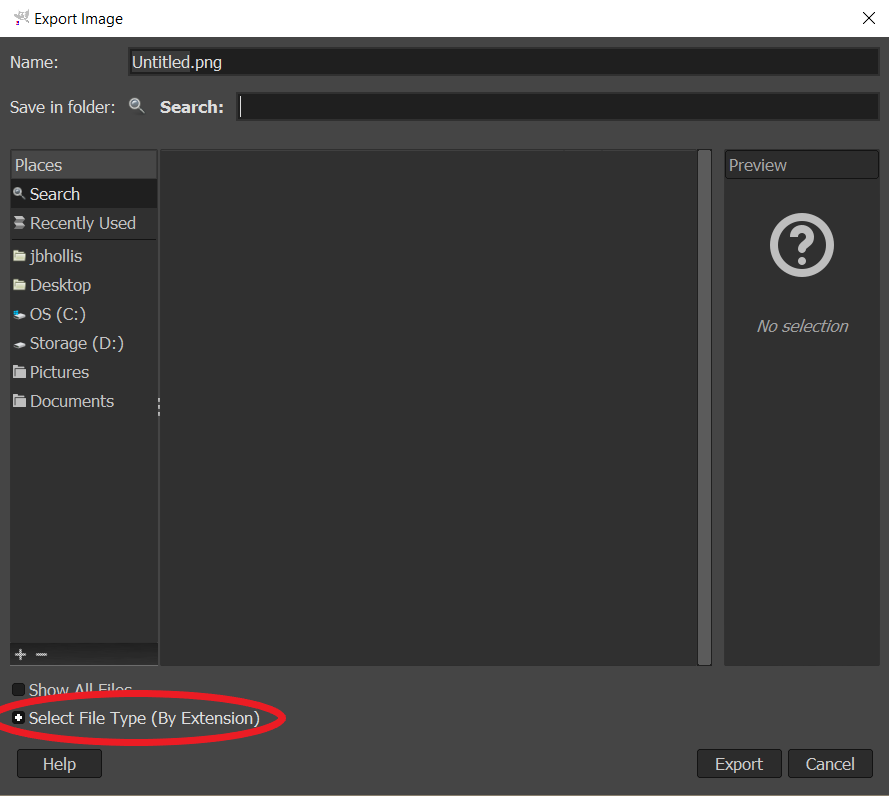 Export Image
Name: Untitled.png
Save in folder: Search:
Places
Search
Recently Used
jbhollis
Desktop
OS (C:)
Storage (D:)
Pictures
Documents
Preview
No selection
Show All Files
Select File Type (By Extension)
Help Export Cancel